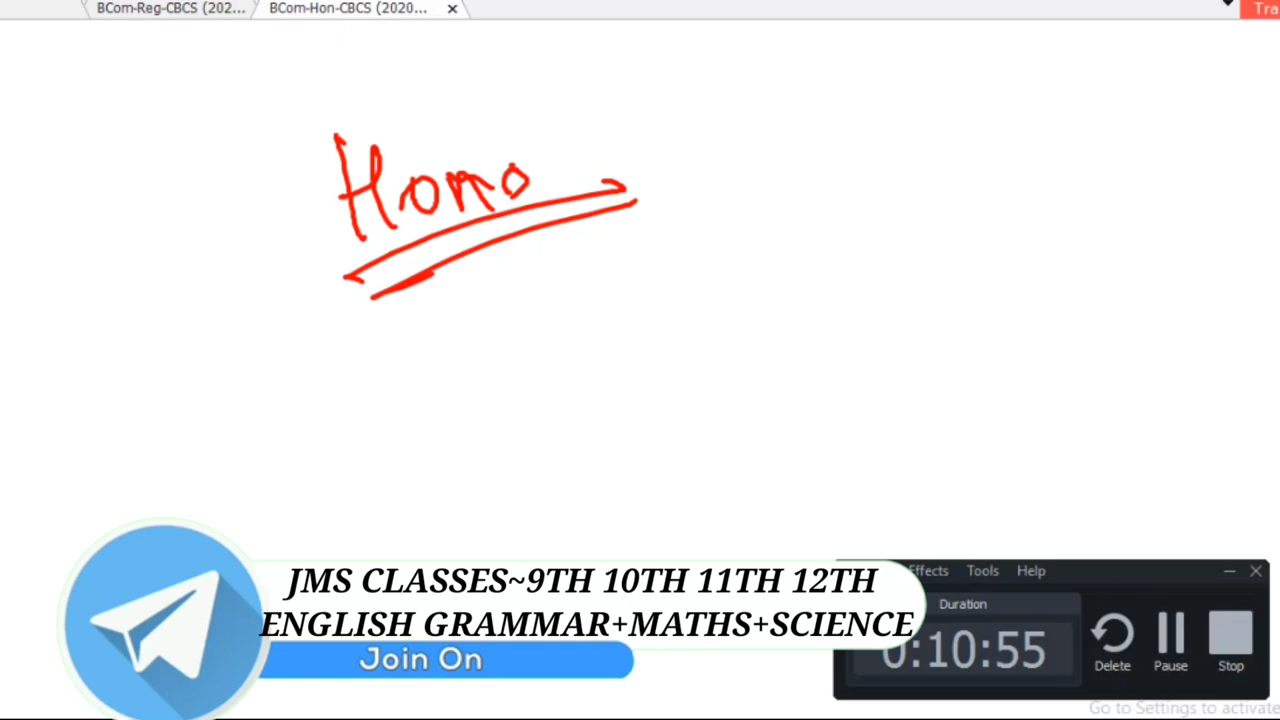 BCom-Reg-CBCS (202...
BCom-Hon-CBCS (2020...
Tra
Homo
JMS CLASSES~9TH 10TH 11TH 12TH
ENGLISH GRAMMAR+MATHS+SCIENCE
Join On
Effects Tools Help
Duration
0:10:55
Delete Pause Stop
Go to Settings to activate